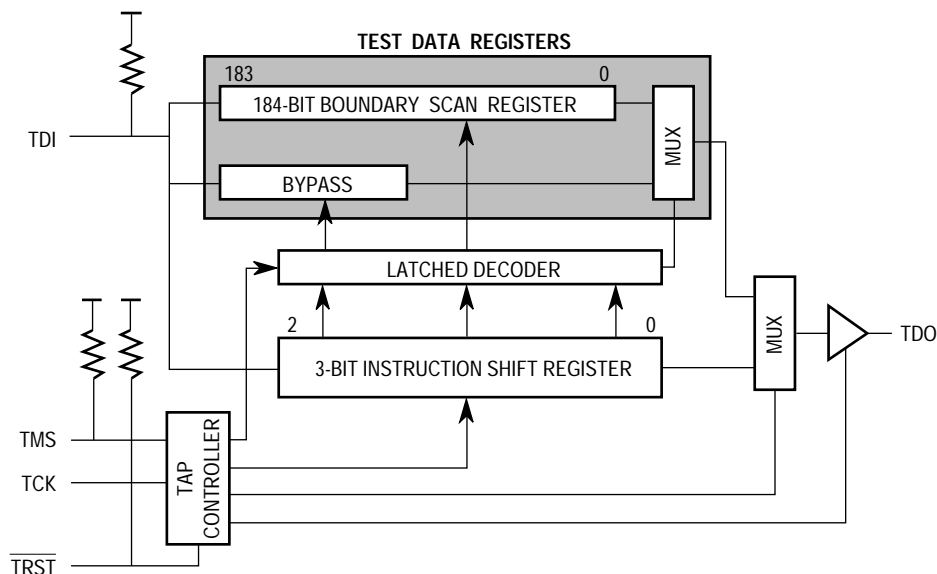 TEST DATA REGISTERS
183 0
184-BIT BOUNDARY SCAN REGISTER
TDI
MUX
BYPASS
LATCHED DECODER
2 0
3-BIT INSTRUCTION SHIFT REGISTER
MUX
TDO
TMS
TCK
TAP
CONTROLLER
TRST